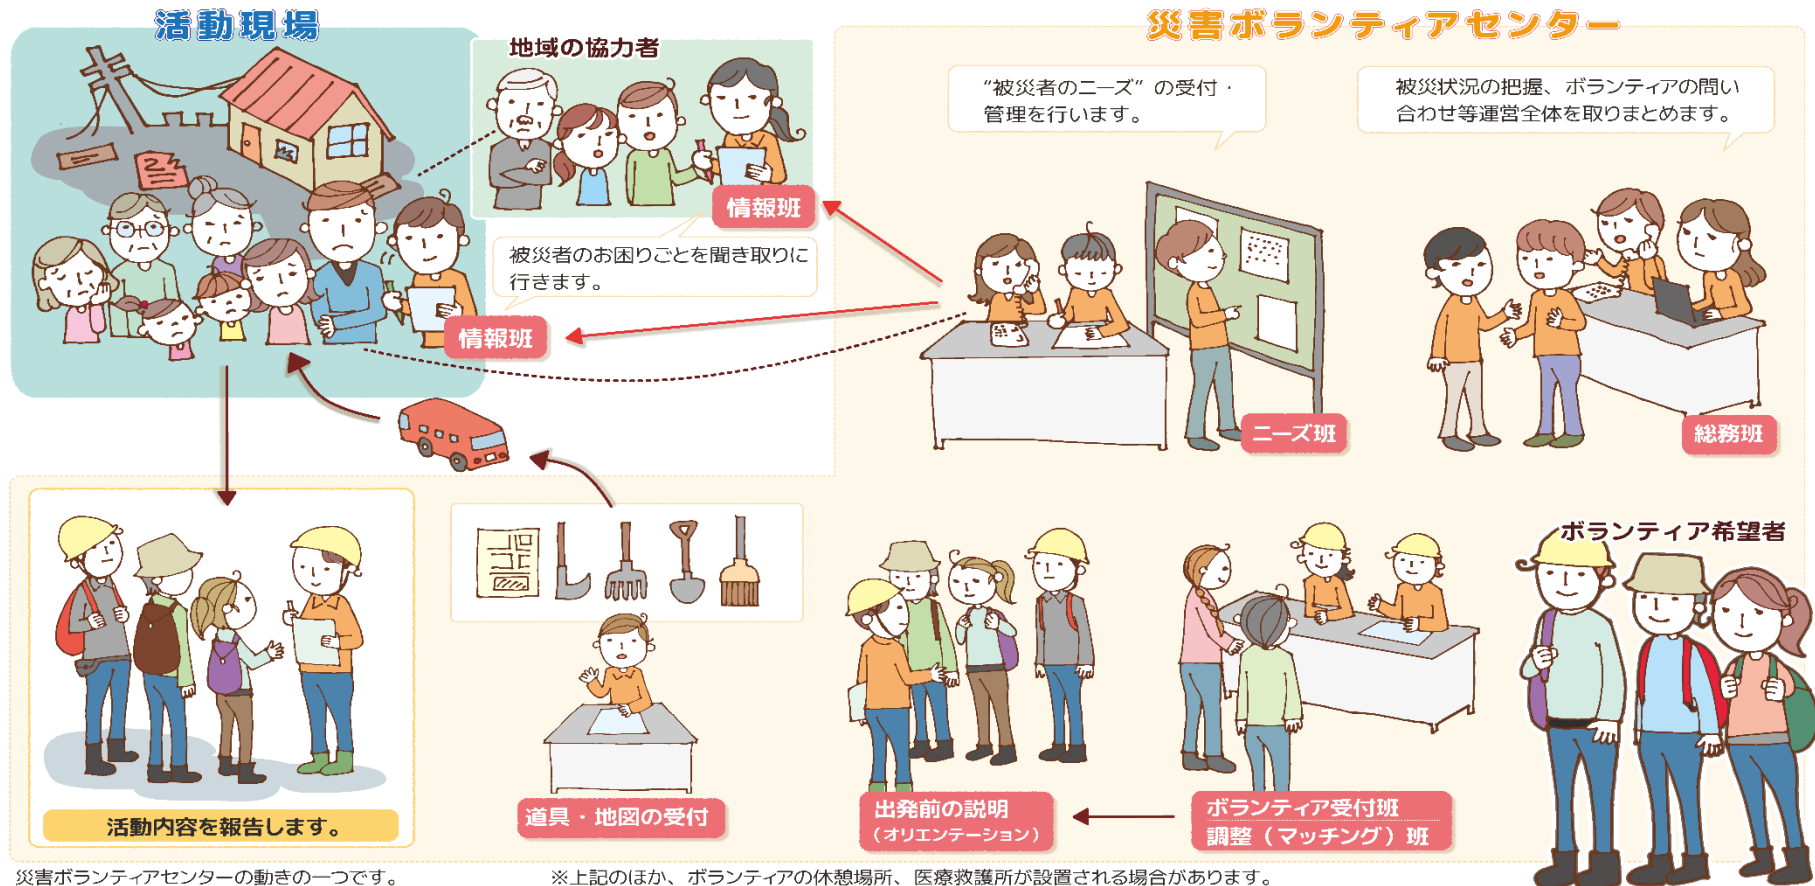 活動現場
地域の協力者
災害ボランティアセンター
“被災者のニーズ”の受付・
管理を行います。
被災状況の把握、ボランティアの問い
合わせ等運営全体を取りまとめます。
情報班
被災者のお困りごとを聞き取りに
行きます。
情報班
ニーズ班
総務班
ボランティア希望者
道具・地図の受付
出発前の説明
（オリエンテーション）
ボランティア受付班
調整（マッチング）班
活動内容を報告します。
災害ボランティアセンターの動きの一つです。
※上記のほか、ボランティアの休憩場所、医療救護所が設置される場合があります。